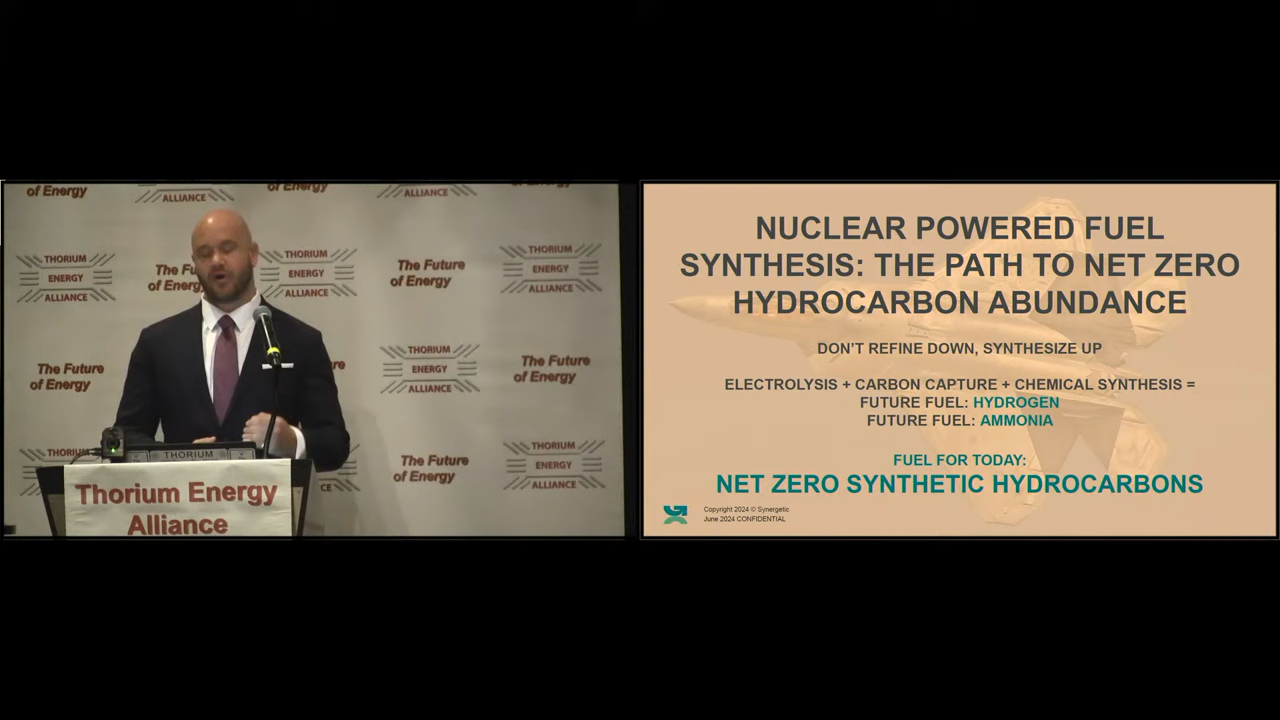 of Energy
ALLIANCE
of Energy
ALLIANCE
THORIUM
ENERGY
ALLIANCE
The Fu
of Energy
THORIUM
ENERGY
ALLIANCE
The Future
of Energy
THORIUM
ENERGY
ALLIANCE
The Future
of Energy
THORIUM
ENERGY
ALLIANCE
The Future
of Energy
THORIUM
THORIUM
The Future
of Energy
THORIUM
ENERGY
ALLIANCE
Thorium Energy
Alliance
NUCLEAR POWERED FUEL
SYNTHESIS: THE PATH TO NET ZERO
HYDROCARBON ABUNDANCE
DON'T REFINE DOWN, SYNTHESIZE UP
ELECTROLYSIS + CARBON CAPTURE + CHEMICAL SYNTHESIS =
FUTURE FUEL: HYDROGEN
FUTURE FUEL: AMMONIA
FUEL FOR TODAY:
NET ZERO SYNTHETIC HYDROCARBONS
Copyright 2024 © Synergetic
June 2024 CONFIDENTIAL